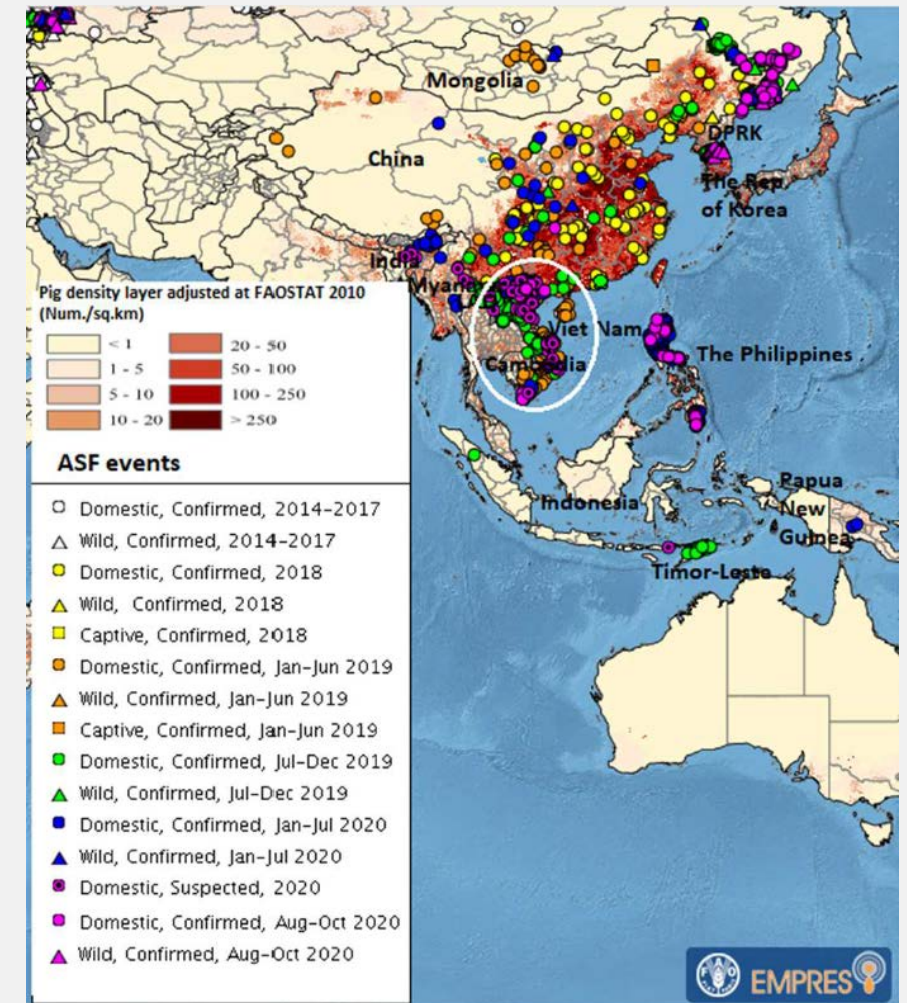 Mongolia
China
DPRK
The Rep
of Korea
India
Myanmar
Viet Nam
Cambodia
The Philippines
Indonesia
Papua
New
Guinea
Timor-Leste
Pig density layer adjusted at FAOSTAT 2010
(Num./sq.km)
< 1
20 - 50
1 - 5
50 - 100
5 - 10
100 - 250
10 - 20
> 250
ASF events
Domestic, Confirmed, 2014-2017
Wild, Confirmed, 2014-2017
Domestic, Confirmed, 2018
Wild, Confirmed, 2018
Captive, Confirmed, 2018
Domestic, Confirmed, Jan-Jun 2019
Wild, Confirmed, Jan-Jun 2019
Captive, Confirmed, Jan-Jun 2019
Domestic, Confirmed, Jul-Dec 2019
Wild, Confirmed, Jul-Dec 2019
Domestic, Confirmed, Jan-Jul 2020
Wild, Confirmed, Jan-Jul 2020
Domestic, Suspected, 2020
Domestic, Confirmed, Aug-Oct 2020
Wild, Confirmed, Aug-Oct 2020
EMPRES